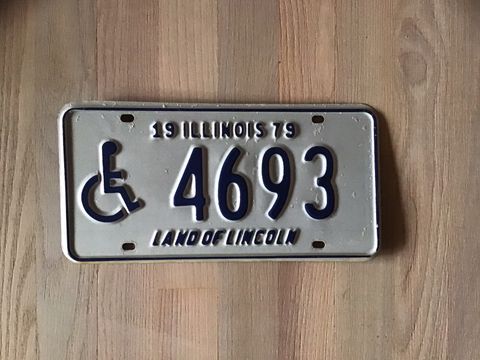 19 ILLINOIS 79
4693
LAND OF LINCOLN